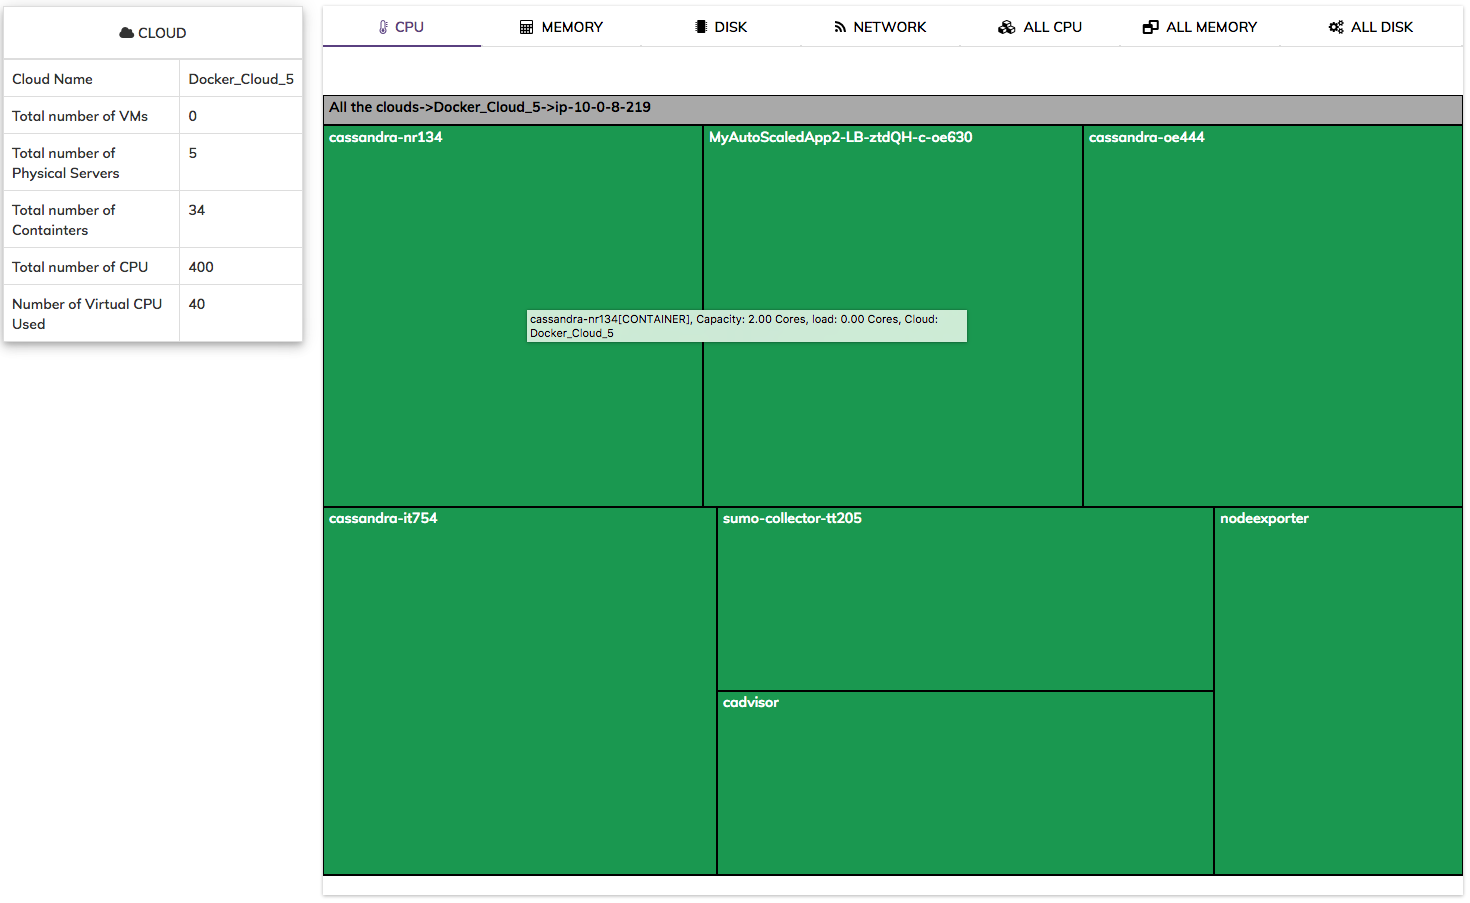 CLOUD
Cloud Name Docker_Cloud_5
Total number of VMs 0
Total number of 5
Physical Servers
Total number of 34
Containters
Total number of CPU 400
Number of Virtual CPU 40
Used
CPU MEMORY DISK NETWORK ALL CPU ALL MEMORY ALL DISK
All the clouds->Docker_Cloud_5->ip-10-0-8-219
cassandra-nr134 MyAutoScaledApp2-LB-ztdQH-c-oe630 cassandra-oe444
cassandra-nr134[CONTAINER], Capacity: 2.00 Cores, load: 0.00 Cores, Cloud:
Docker_Cloud_5
cassandra-it754 sumo-collector-tt205 nodeexporter
cadvisor